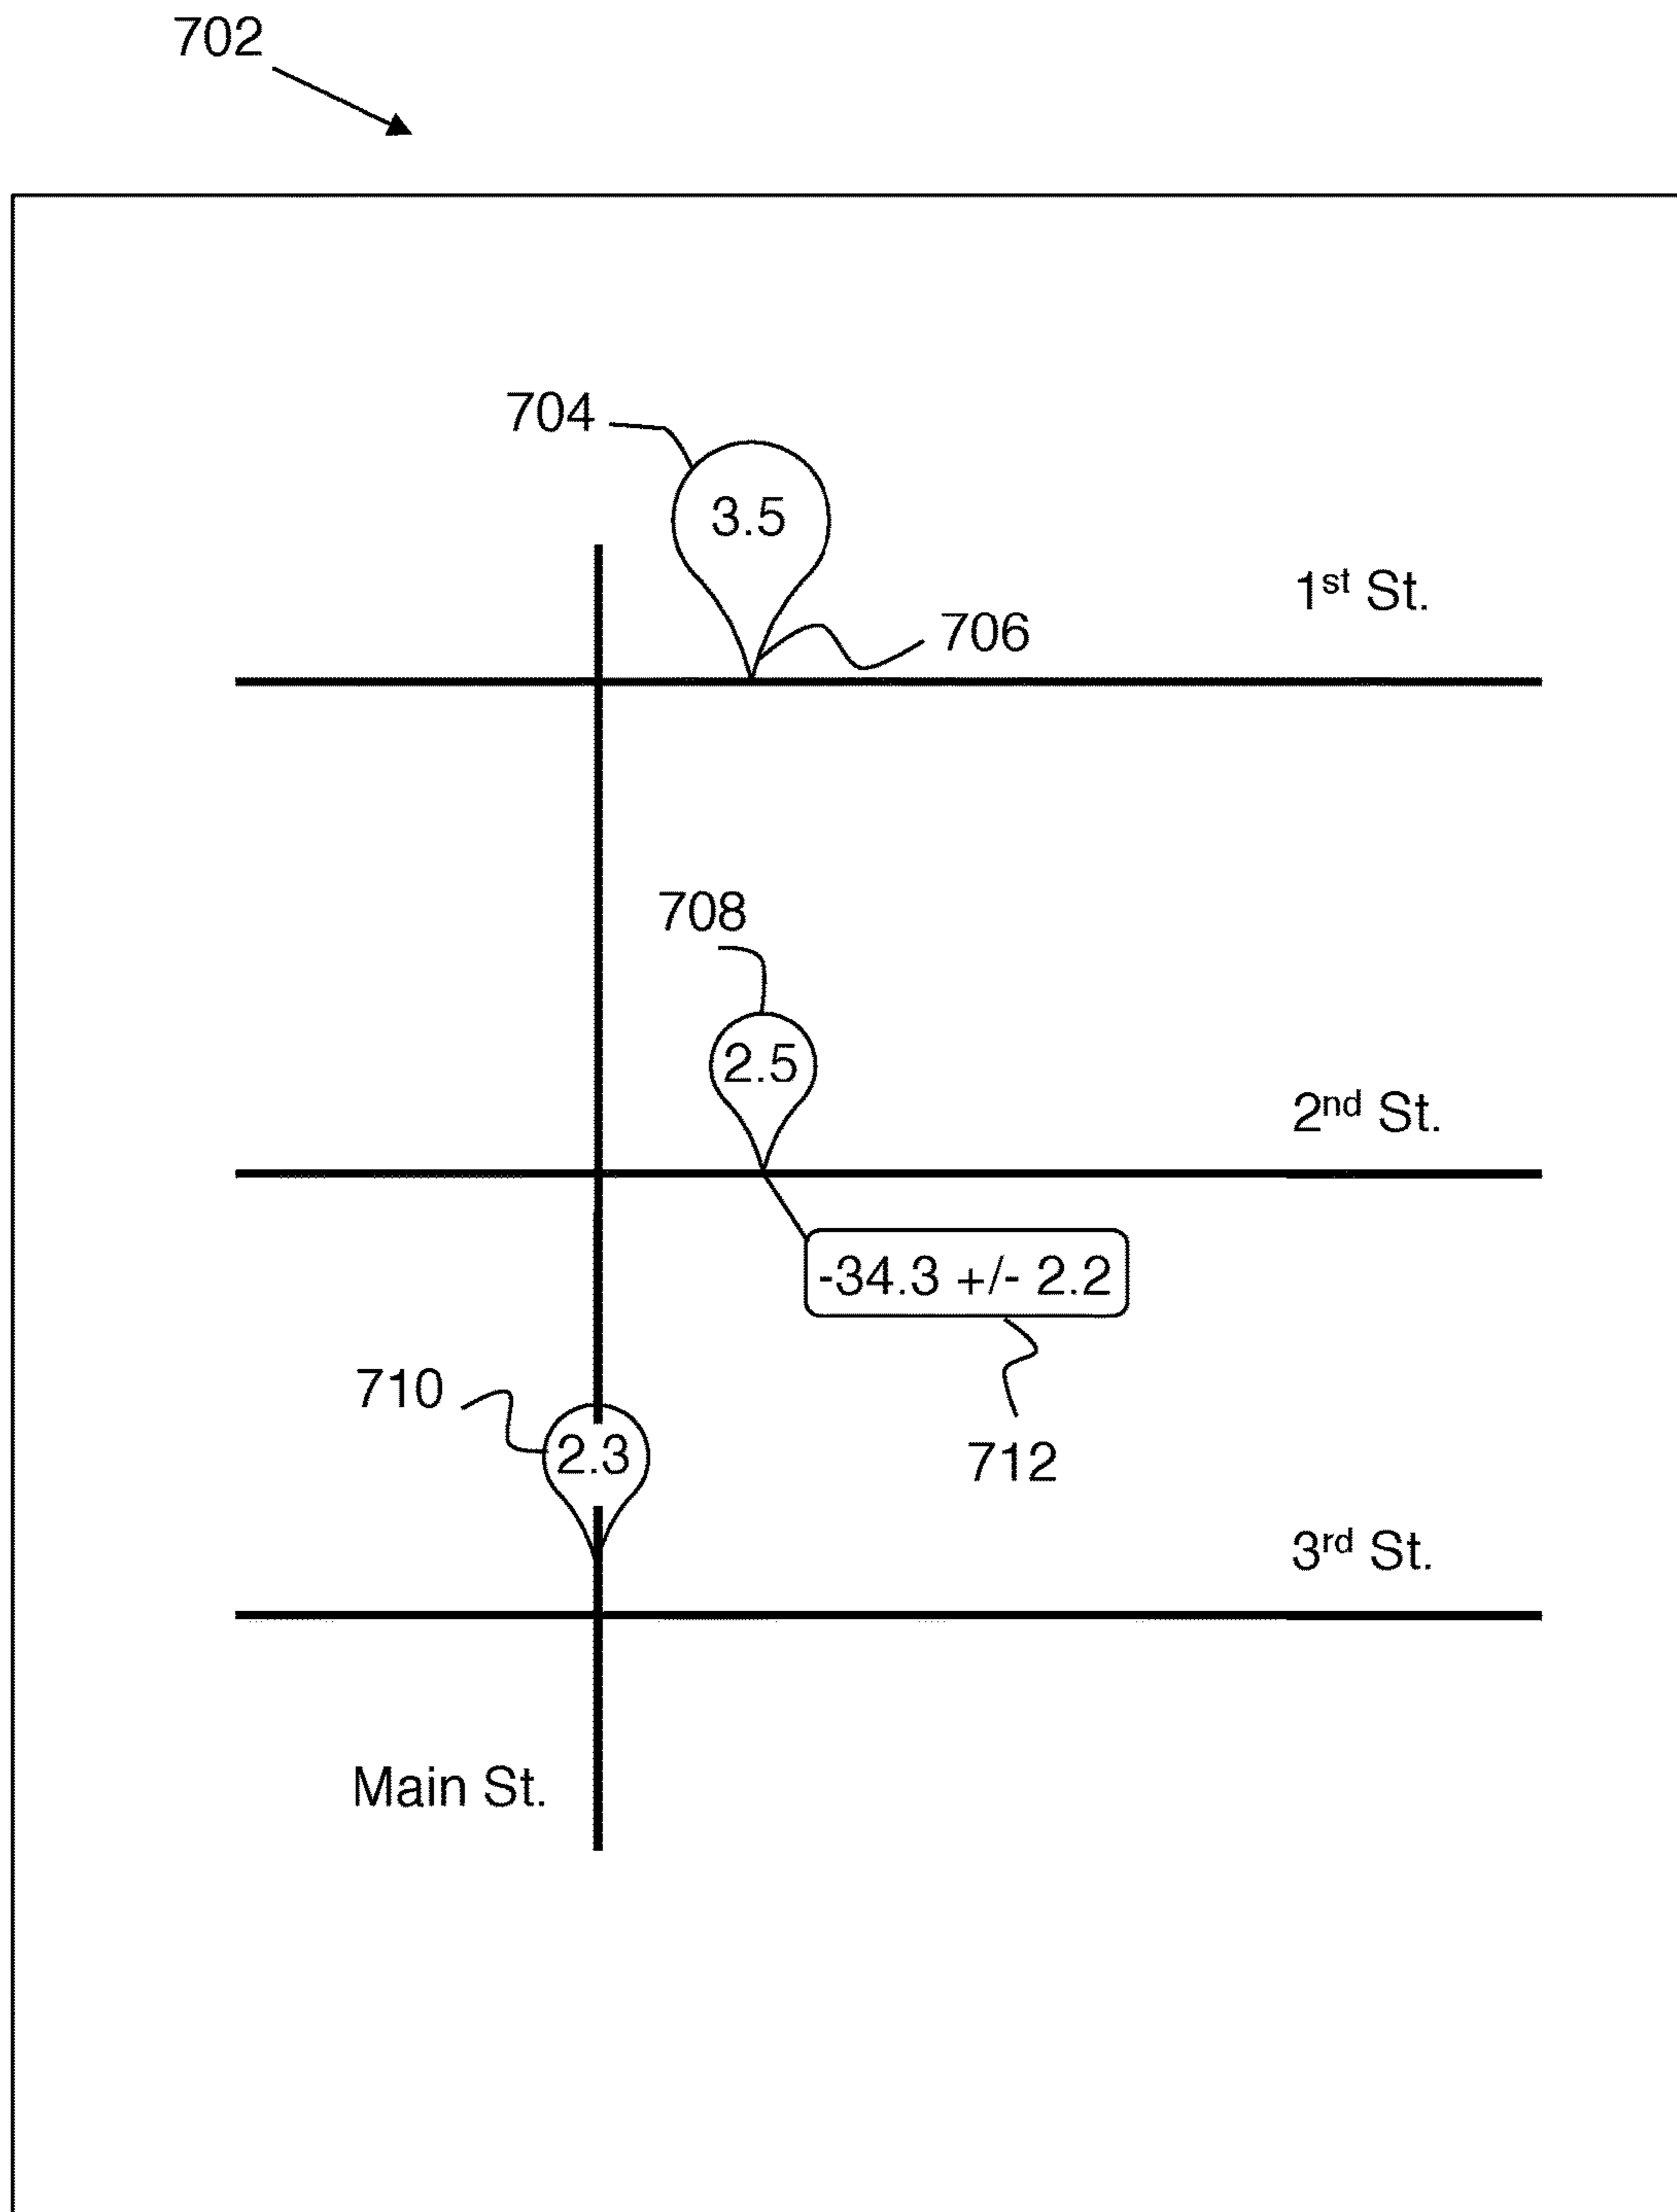 702
704
3.5
1st St.
706
708
2.5
2nd St.
-34.3 +/- 2.2
710
2.3
712
3rd St.
Main St.